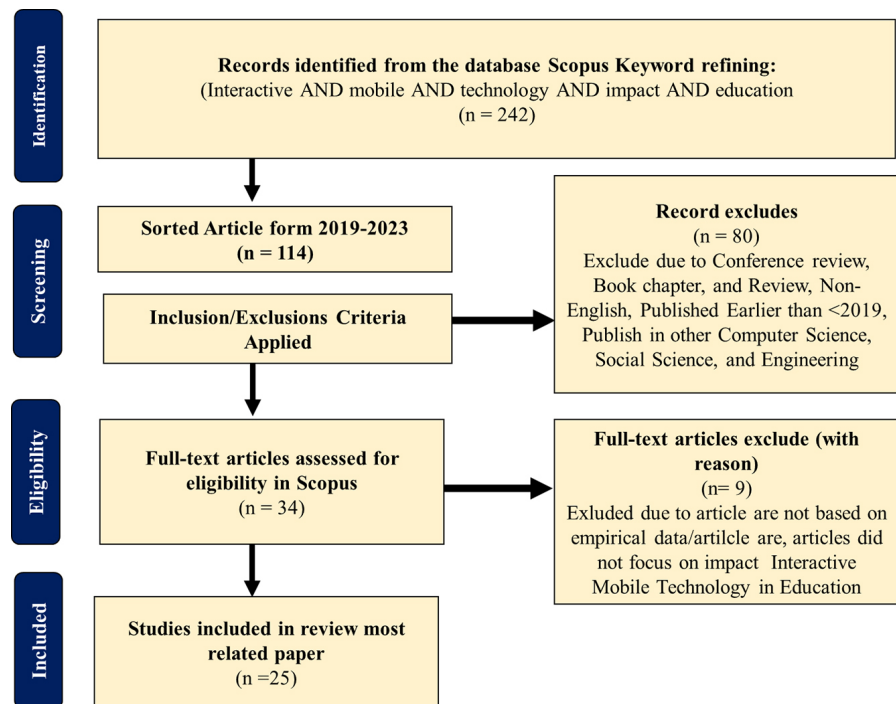 Identification
Records identified from the database Scopus Keyword refining:
(Interactive AND mobile AND technology AND impact AND education
(n = 242)
Screening
Sorted Article form 2019-2023
(n = 114)
Inclusion/Exclusions Criteria
Applied
Record excludes
(n = 80)
Exclude due to Conference review,
Book chapter, and Review, Non-
English, Published Earlier than <2019,
Publish in other Computer Science,
Social Science, and Engineering
Eligibility
Full-text articles assessed for
eligibility in Scopus
(n = 34)
Full-text articles exclude (with
reason)
(n= 9)
Exluded due to article are not based on
empirical data/artilcle are, articles did
not focus on impact Interactive
Mobile Technology in Education
Included
Studies included in review most
related paper
(n =25)